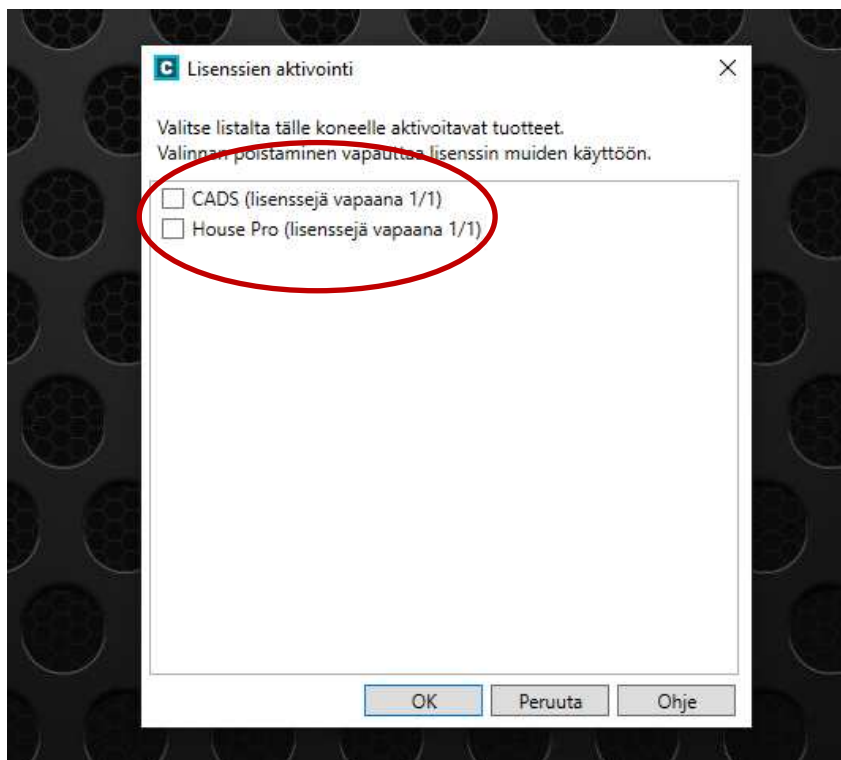 C Lisenssien aktivointi
Valitse listalta tälle koneelle aktivoitavat tuotteet.
Valinnan poistaminen vapauttaa lisenssin muiden käyttöön.
CADS (lisenssejä vapaana 1/1)
House Pro (lisenssejä vapaana 1/1)
OK Peruuta Ohje